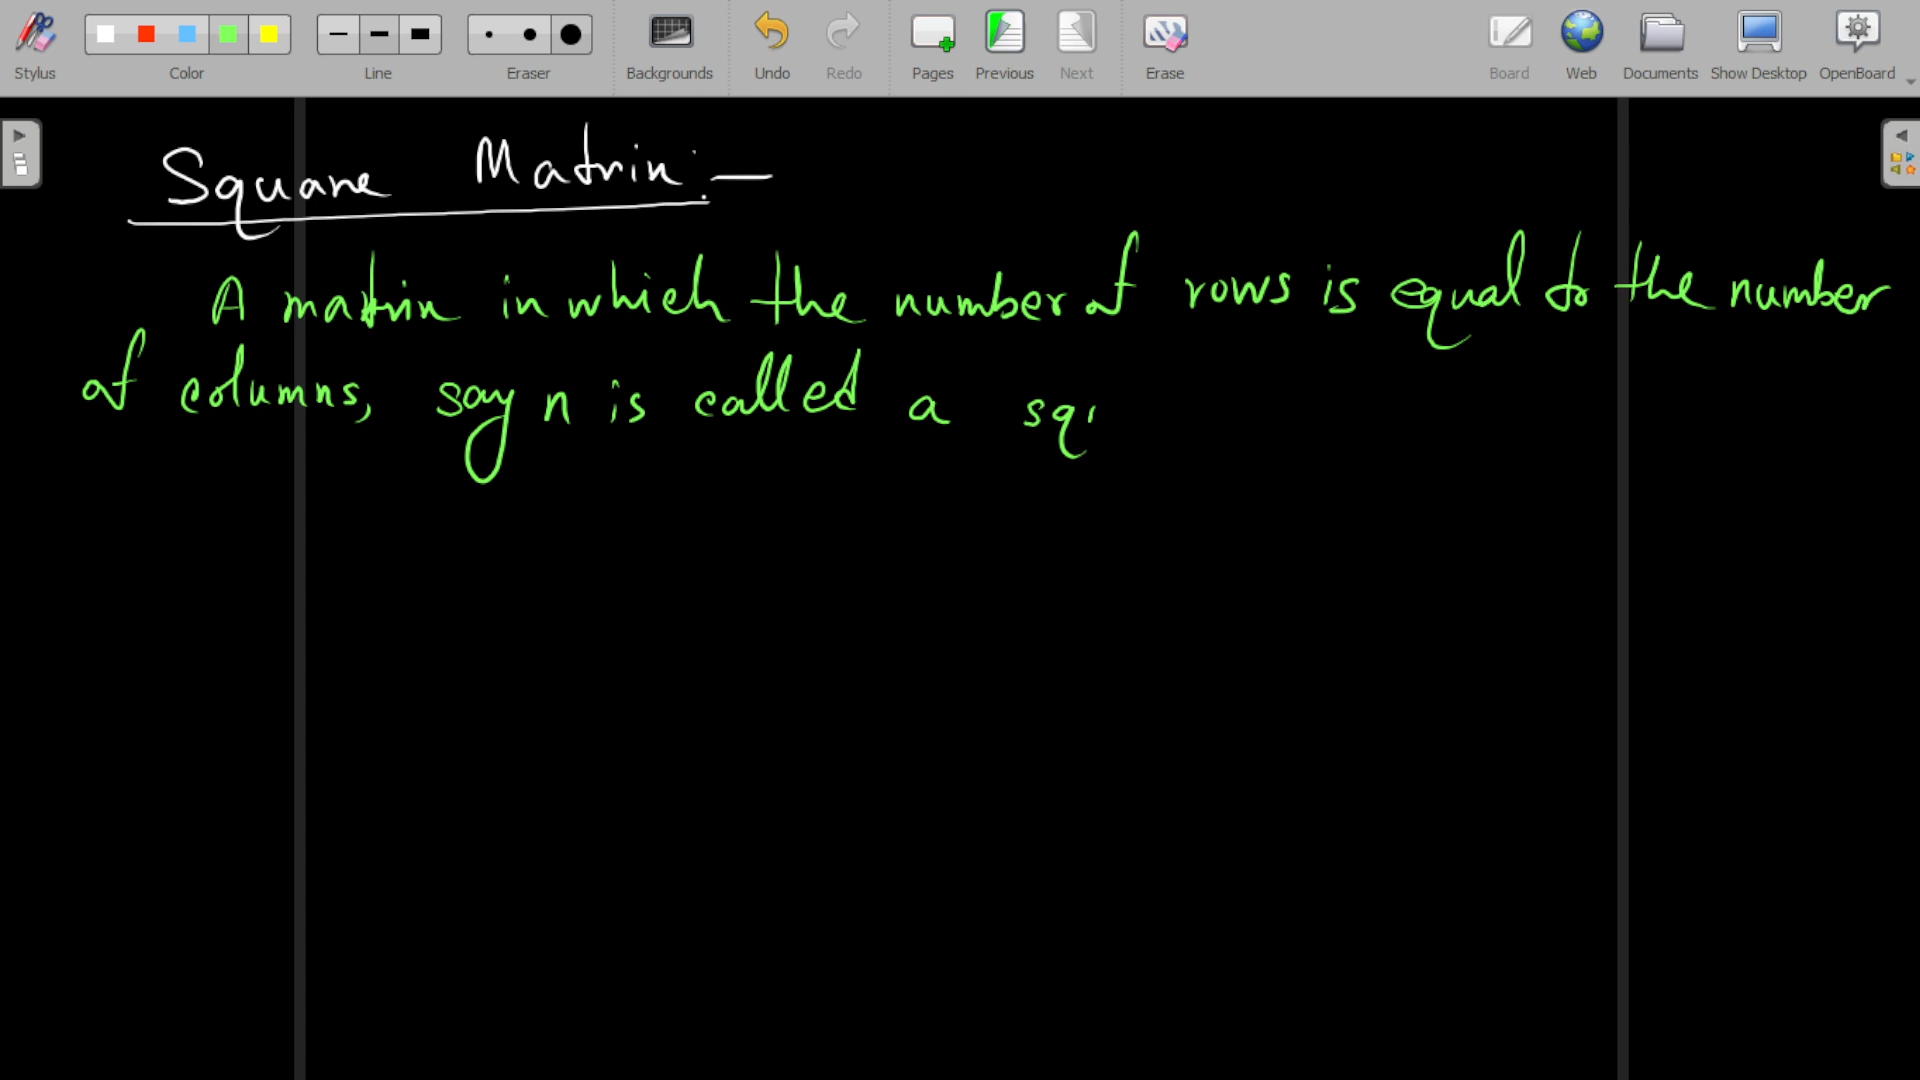 Stylus Color Line Eraser Backgrounds Undo Redo Pages Previous Next Erase Board Web Documents Show Desktop OpenBoard
Square Matrix :—
A matrix in which the number of rows is equal to the number
of columns, say n is called a squ